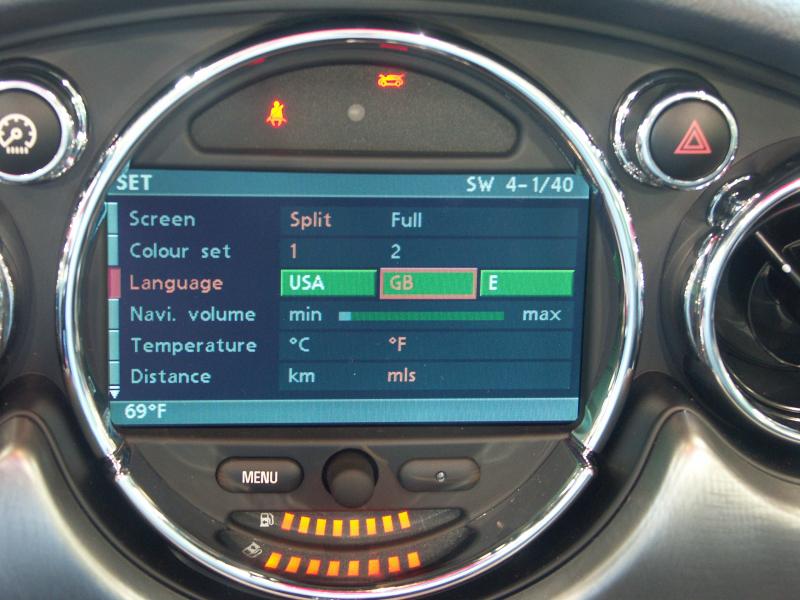 SET SW 4-1/40
Screen Split Full
Colour set 1 2
Language USA GB E
Navi. volume min max
Temperature °C °F
Distance km mls
69°F
MENU